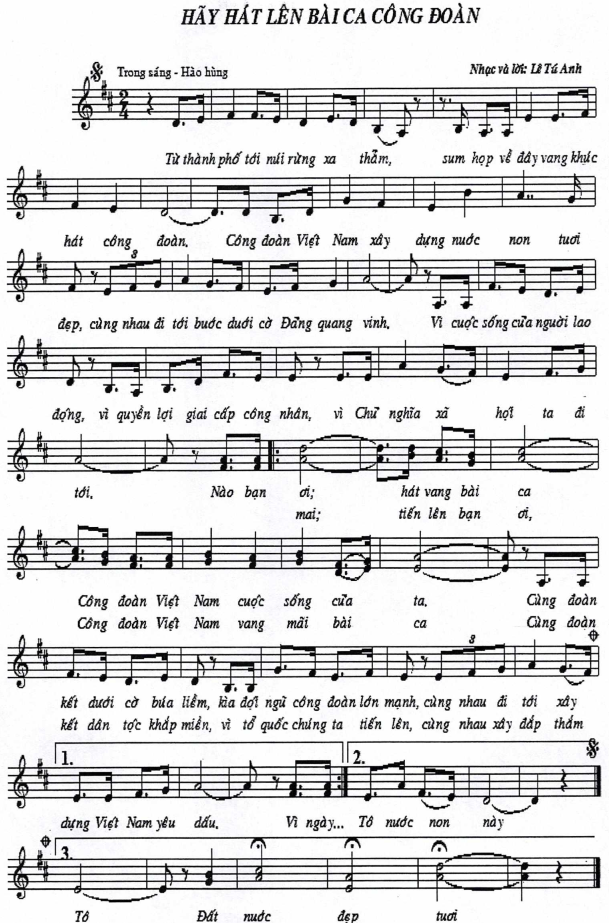 HÃY HÁT LÊN BÀI CA CÔNG ĐOÀN
Trong sáng - Hào hùng
Nhạc và lời: Lê Tú Anh
2
4
Từ thành phố tới núi rừng xa thẳm, sum họp về đây vang khúc
hát công đoàn. Công đoàn Việt Nam xây dựng nước non tươi
3
đẹp, cùng nhau đi tới bước dưới cờ Đảng quang vinh. Vì cuộc sống của người lao
động, vì quyền lợi giai cấp công nhân, vì Chủ nghĩa xã hội ta đi
tới. Nào bạn ơi; hát vang bài ca
mai; tiến lên bạn ơi,
Công đoàn Việt Nam cuộc sống của ta. Cùng đoàn
Công đoàn Việt Nam vang mãi bài ca Cùng đoàn
3
kết dưới cờ búa liềm, kìa đội ngũ công đoàn lớn mạnh, cùng nhau đi tới xây
kết dân tộc khắp miền, vì tổ quốc chúng ta tiến lên, cùng nhau xây đắp thắm
1.
2.
dựng Việt Nam yêu dấu. Vì ngày... Tô nước non này
3.
Tô Đất nước đẹp tươi